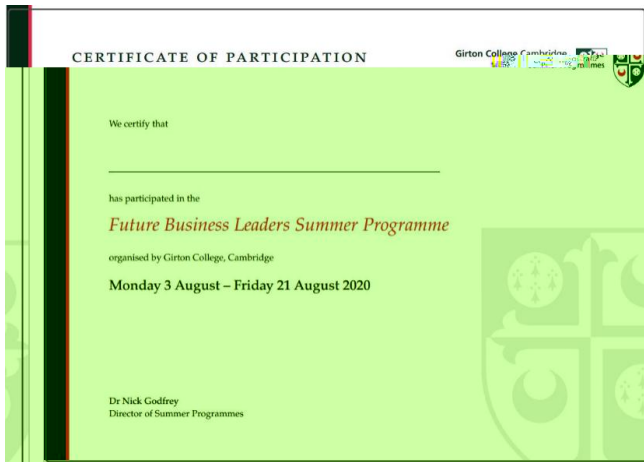 CERTIFICATE OF PARTICIPATION
Girton College Cambridge
We certify that
has participated in the
Future Business Leaders Summer Programme
organised by Girton College, Cambridge
Monday 3 August – Friday 21 August 2020
Dr Nick Godfrey
Director of Summer Programmes